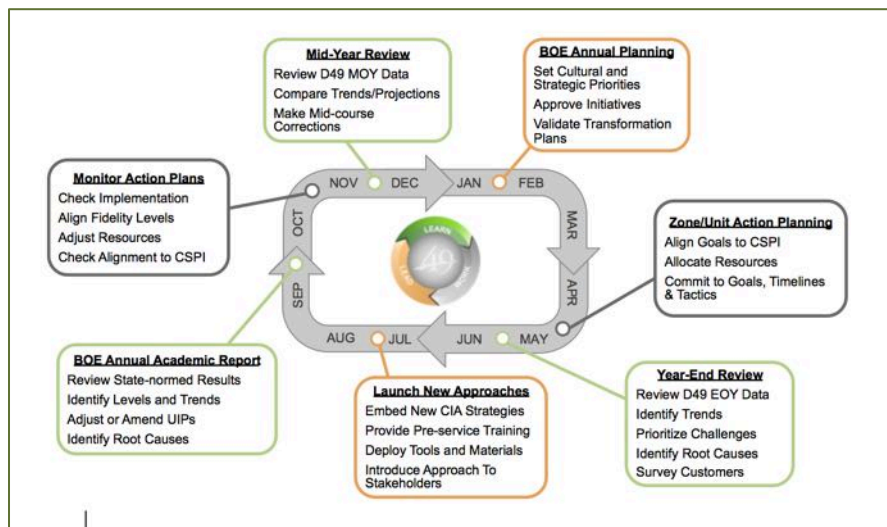 Mid-Year Review
Review D49 MOY Data
Compare Trends/Projections
Make Mid-course
Corrections
BOE Annual Planning
Set Cultural and
Strategic Priorities
Approve Initiatives
Validate Transformation
Plans
Monitor Action Plans
Check Implementation
Align Fidelity Levels
Adjust Resources
Check Alignment to CSPI
NOV
DEC
JAN
FEB
MAR
APR
MAY
JUN
JUL
AUG
SEP
OCT
LEARN
WORK
LEAD
49
Zone/Unit Action Planning
Align Goals to CSPI
Allocate Resources
Commit to Goals, Timelines
& Tactics
BOE Annual Academic Report
Review State-normed Results
Identify Levels and Trends
Adjust or Amend UIPs
Identify Root Causes
Launch New Approaches
Embed New CIA Strategies
Provide Pre-service Training
Deploy Tools and Materials
Introduce Approach To
Stakeholders
Year-End Review
Review D49 EOY Data
Identify Trends
Prioritize Challenges
Identify Root Causes
Survey Customers